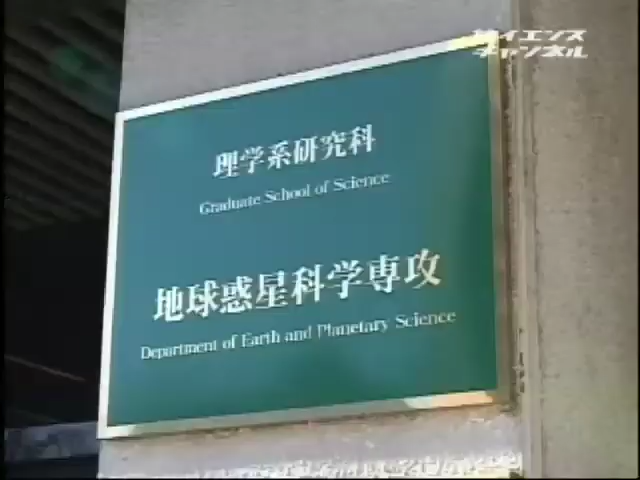 サイエンス
チャンネル
理学系研究科
Graduate School of Science
地球惑星科学専攻
Department of Earth and Planetary Science